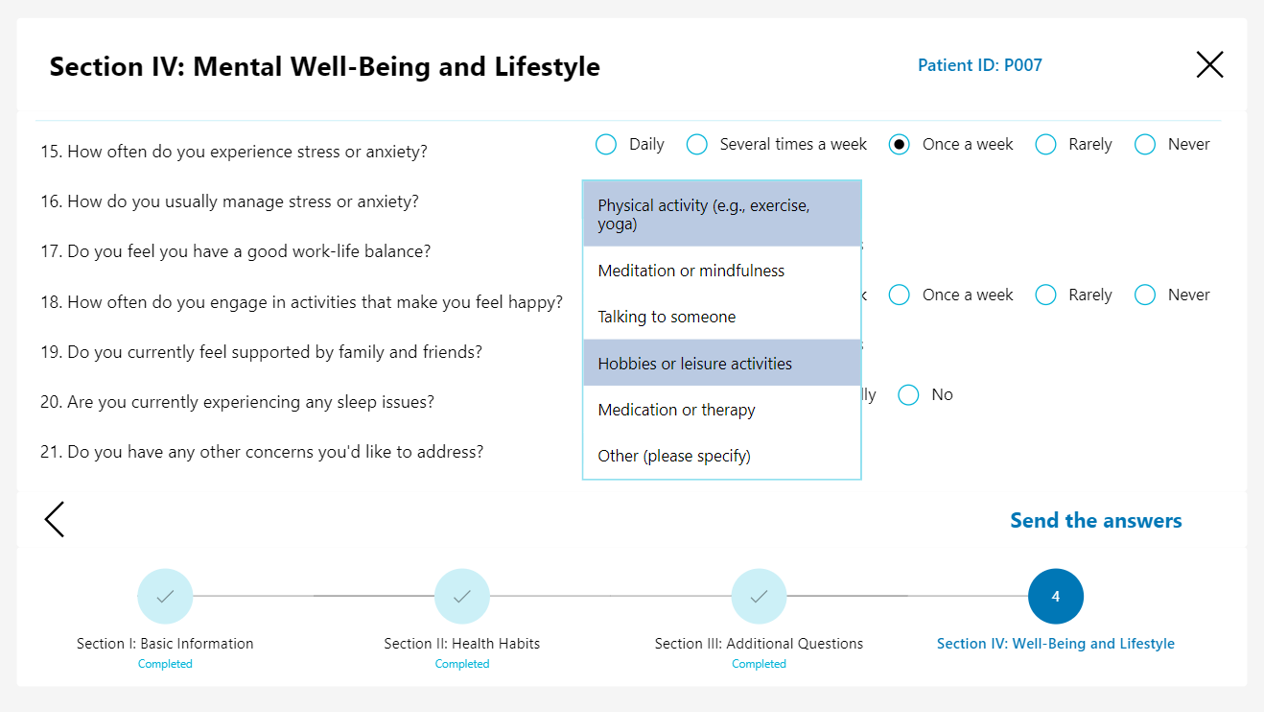 Section IV: Mental Well-Being and Lifestyle
Patient ID: P007
15. How often do you experience stress or anxiety?
Daily
Several times a week
Once a week
Rarely
Never
16. How do you usually manage stress or anxiety?
Physical activity (e.g., exercise,
yoga)
Meditation or mindfulness
Talking to someone
Hobbies or leisure activities
Medication or therapy
Other (please specify)
17. Do you feel you have a good work-life balance?
18. How often do you engage in activities that make you feel happy?
Once a week
Rarely
Never
19. Do you currently feel supported by family and friends?
20. Are you currently experiencing any sleep issues?
No
21. Do you have any other concerns you'd like to address?
Send the answers
4
Section I: Basic Information
Completed
Section II: Health Habits
Completed
Section III: Additional Questions
Completed
Section IV: Well-Being and Lifestyle